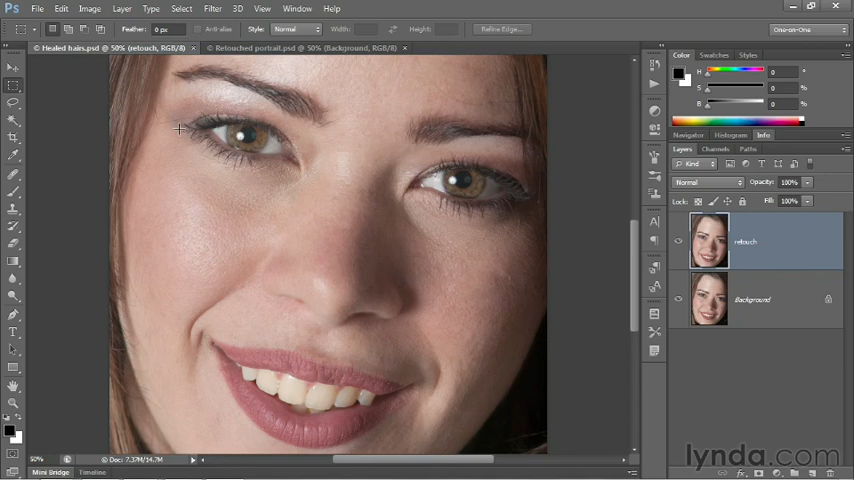 Ps File Edit Image Layer Type Select Filter 3D View Window Help
Feather: 0 px Anti-alias Style: Normal Width: Height: Refine Edge... One-on-One
Healed hairs.psd @ 50% (retouch, RGB/8) × Retouched portrait.psd @ 50% (Background, RGB/8) ×
Color Swatches Styles
H 0 °
S 0 %
B 0 %
Navigator Histogram Info
Layers Channels Paths
Kind T
Normal Opacity: 100%
Lock: Fill: 100%
retouch
Background
50% Doc: 7.37M/14.7M
Mini Bridge Timeline
lynda.com